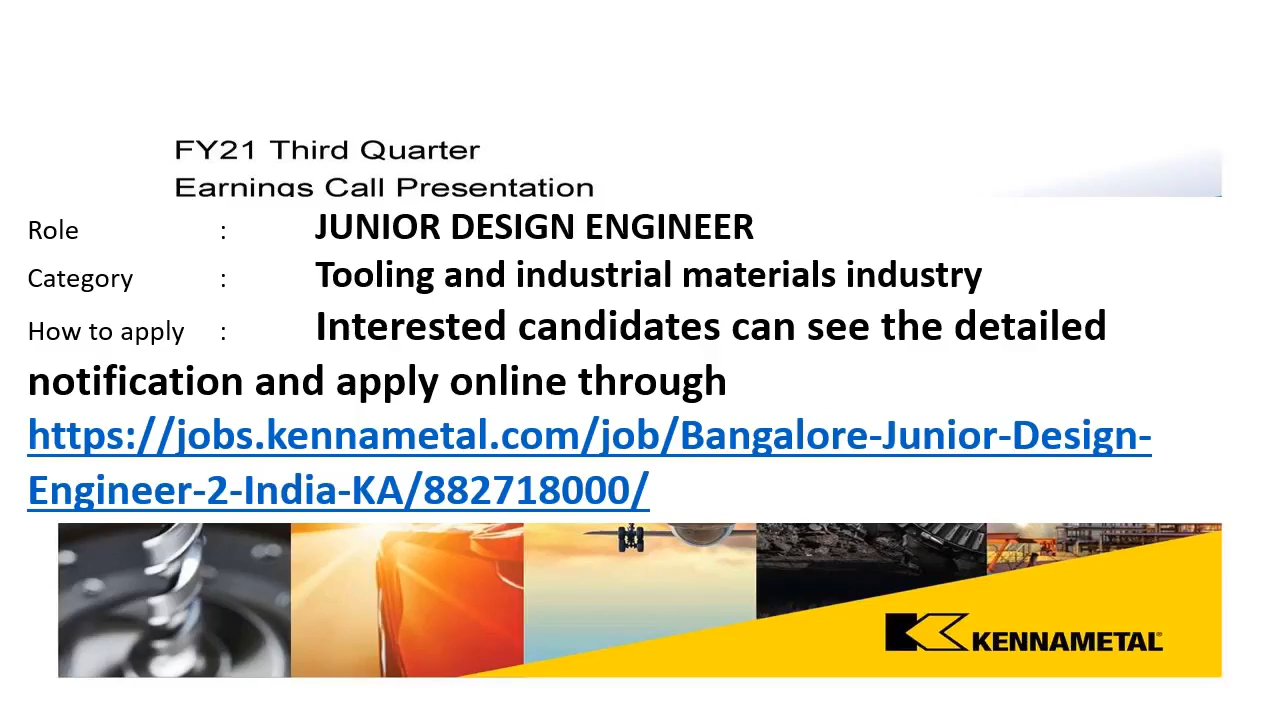 FY21 Third Quarter
Earnings Call Presentation
Role : JUNIOR DESIGN ENGINEER
Category : Tooling and industrial materials industry
How to apply : Interested candidates can see the detailed
notification and apply online through
https://jobs.kennametal.com/job/Bangalore-Junior-Design-
Engineer-2-India-KA/882718000/
KENNAMETAL